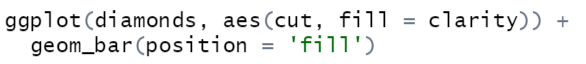 ggplot(diamonds, aes(cut, fill = clarity)) +
  geom_bar(position = 'fill')